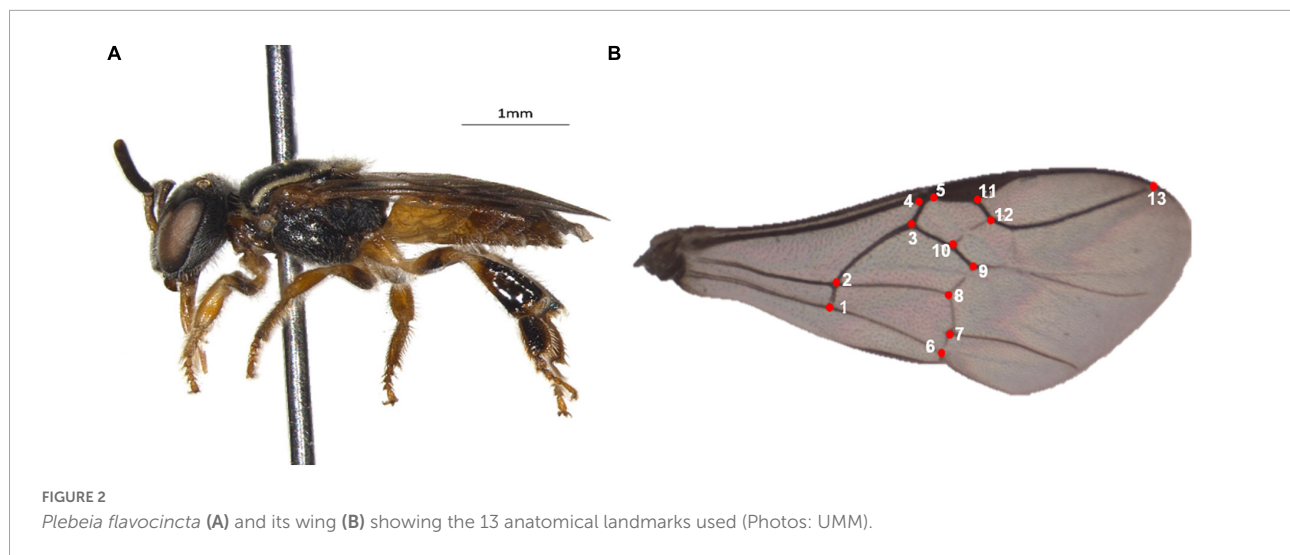 A
B
1mm
5
11
4
12
13
3
10
9
2
8
1
7
6
FIGURE 2
Plebeia flavocincta (A) and its wing (B) showing the 13 anatomical landmarks used (Photos: UMM).